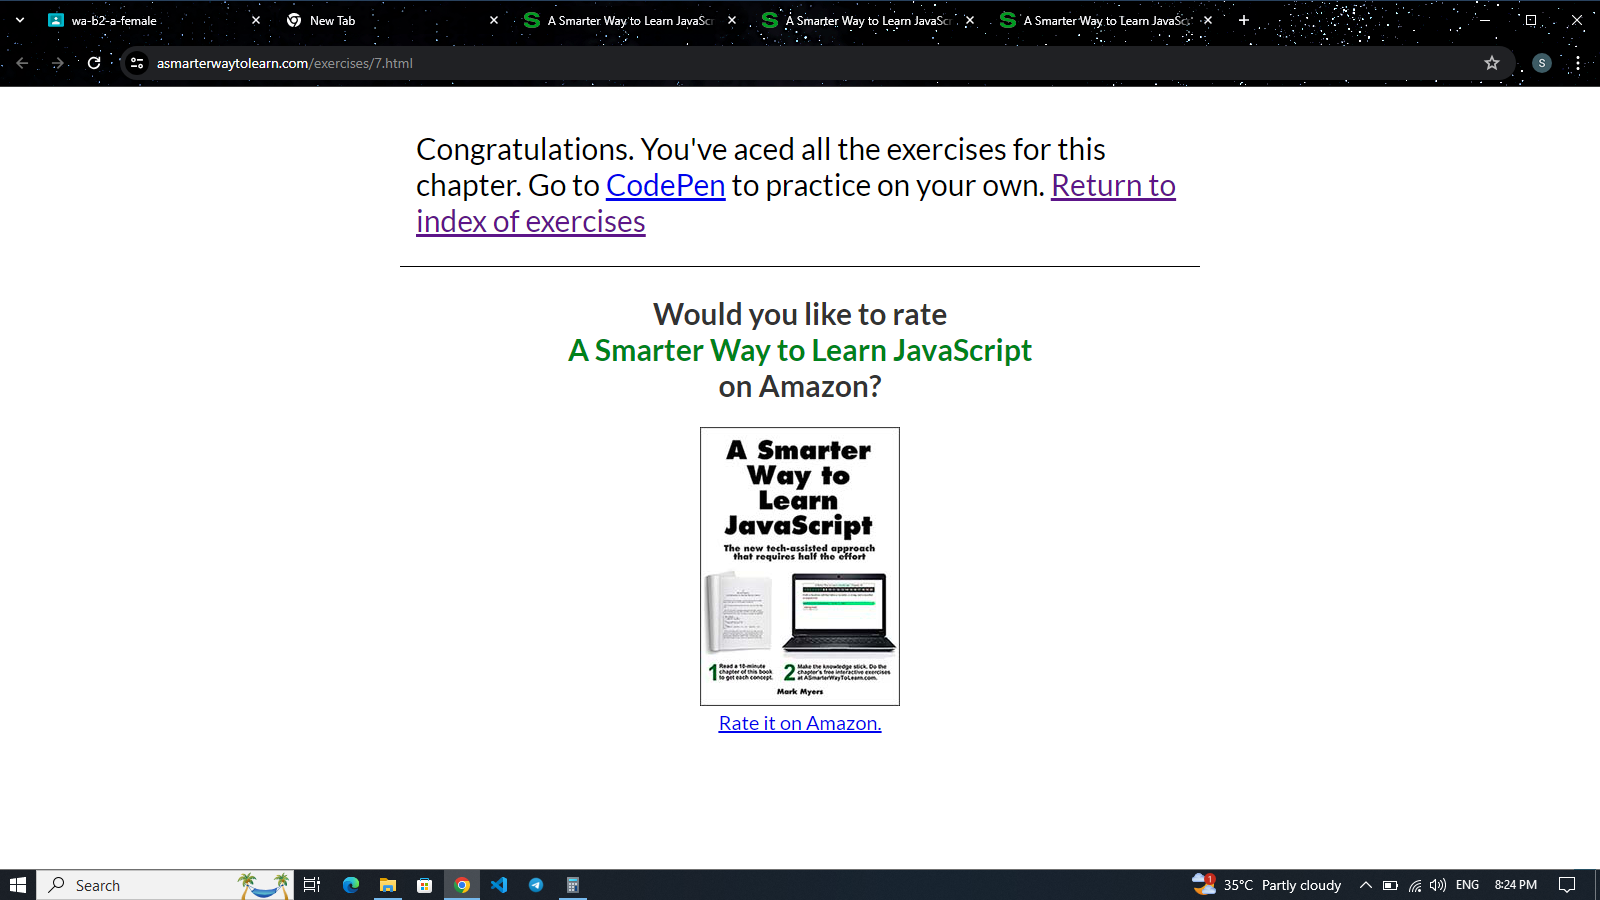 wa-b2-a-female
New Tab
A Smarter Way to Learn JavaSc
A Smarter Way to Learn JavaSc
A Smarter Way to Learn JavaSc
asmarterwaytolearn.com/exercises/7.html
S
Congratulations. You've aced all the exercises for this
chapter. Go to CodePen to practice on your own. Return to
index of exercises
Would you like to rate
A Smarter Way to Learn JavaScript
on Amazon?
A Smarter
Way to
Learn
JavaScript
The new tech-assisted approach
that requires half the effort
1 Read a 10-minute
chapter of this book
to get each concept.
2 Make the knowledge stick. Do the
chapter's free interactive exercises
at ASmarterWayToLearn.com.
Mark Myers
Rate it on Amazon.
Search
1
35°C Partly cloudy
ENG
8:24 PM